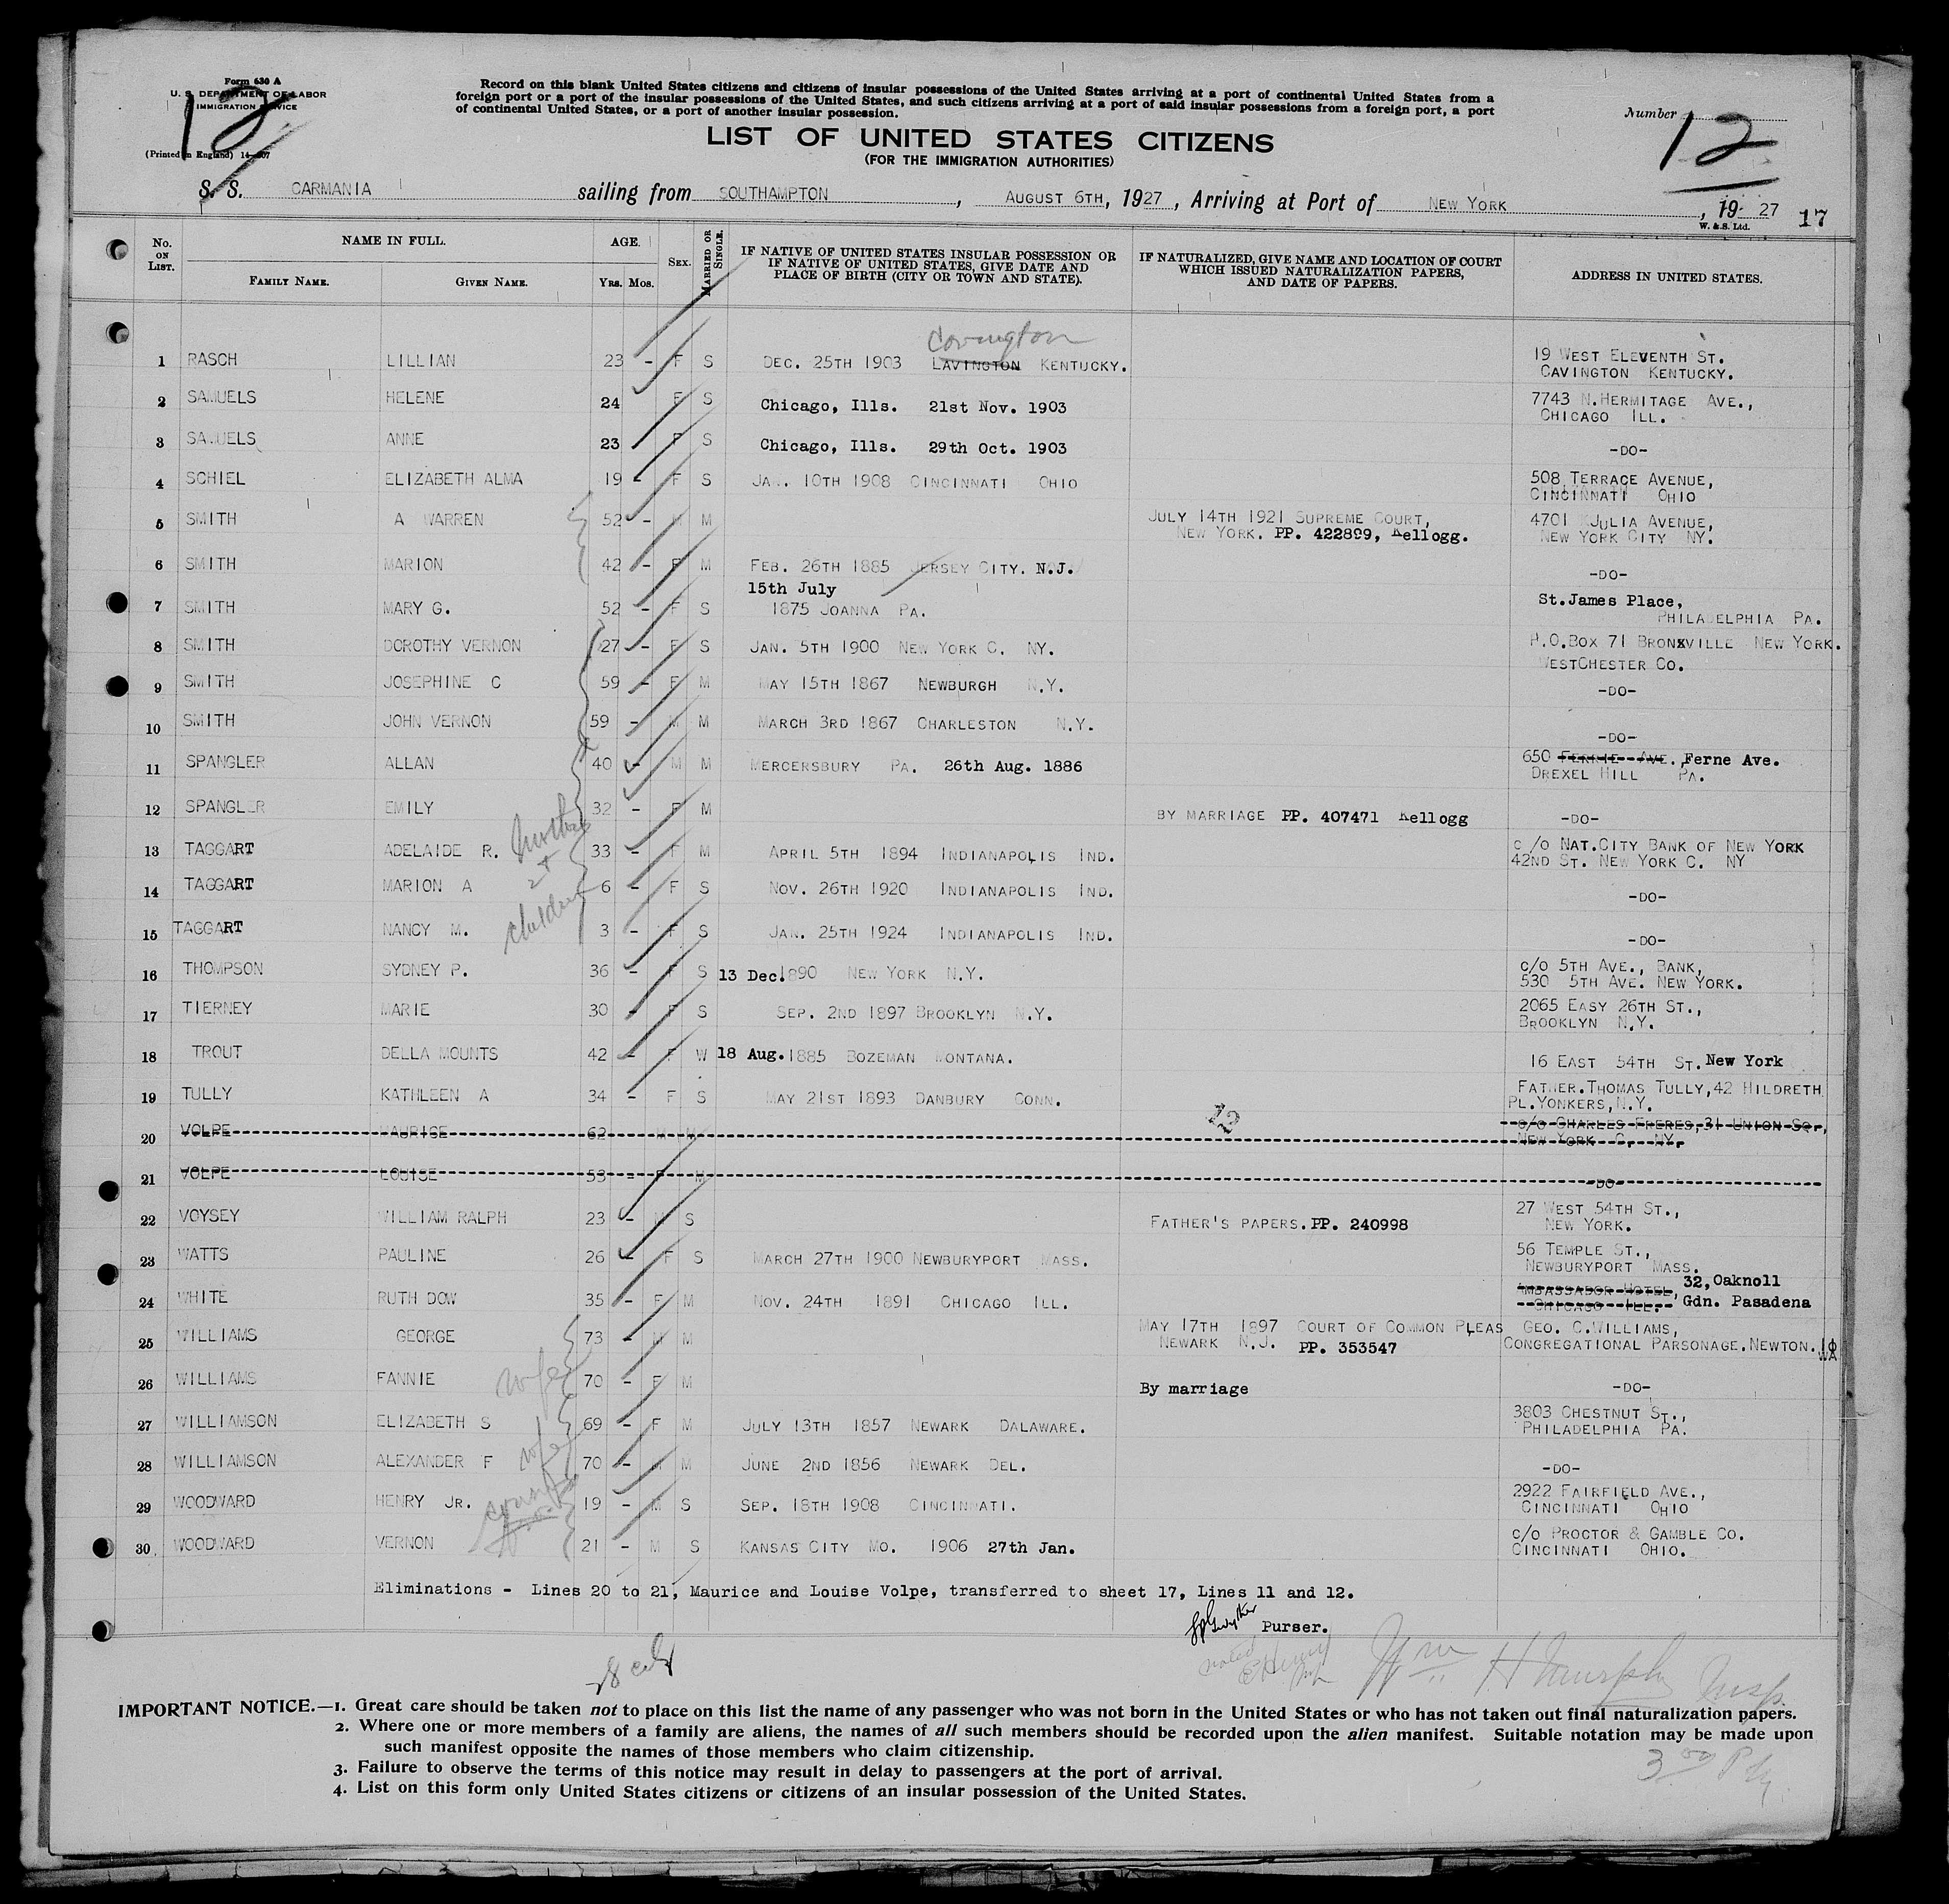 Form 630 A
U. S. DEPARTMENT OF LABOR
IMMIGRATION SERVICE
(Printed in England) 14—807
12
Record on this blank United States citizens and citizens of insular possessions of the United States arriving at a port of continental United States from a
foreign port or a port of the insular possessions of the United States, and such citizens arriving at a port of said insular possessions from a foreign port, a port
of continental United States, or a port of another insular possession.
Number 12
LIST OF UNITED STATES CITIZENS
(FOR THE IMMIGRATION AUTHORITIES)
S. S. CARMANIA sailing from SOUTHAMPTON, AUGUST 6TH, 1927, Arriving at Port of NEW YORK, 19 27
W. & S. Ltd. 17
No. ON LIST. NAME IN FULL. AGE. SEX. MARRIED OR SINGLE. IF NATIVE OF UNITED STATES INSULAR POSSESSION OR IF NATIVE OF UNITED STATES, GIVE DATE AND PLACE OF BIRTH (CITY OR TOWN AND STATE). IF NATURALIZED, GIVE NAME AND LOCATION OF COURT WHICH ISSUED NATURALIZATION PAPERS, AND DATE OF PAPERS. ADDRESS IN UNITED STATES.
FAMILY NAME. GIVEN NAME. YRS. MOS.
Covington
1 RASCH LILLIAN 23 - F S DEC. 25TH 1903 LAVINGTON KENTUCKY. 19 WEST ELEVENTH ST. CAVINGTON KENTUCKY.
2 SAMUELS HELENE 24 F S Chicago, Ills. 21st Nov. 1903 7743 N.HERMITAGE AVE., CHICAGO ILL.
3 SAMUELS ANNE 23 F S Chicago, Ills. 29th Oct. 1903 -DO-
4 SCHIEL ELIZABETH ALMA 19 - F S JAN. 10TH 1908 CINCINNATI OHIO 508 TERRACE AVENUE, CINCINNATI OHIO
5 SMITH A WARREN 52 - M M JULY 14TH 1921 SUPREME COURT, NEW YORK. PP. 422899, Kellogg. 4701 JULIA AVENUE, NEW YORK CITY NY.
6 SMITH MARION 42 - F M FEB. 26TH 1885 JERSEY CITY. N.J. -DO-
7 SMITH MARY G. 52 - F S 15th July 1875 JOANNA PA. St.James Place, PHILADELPHIA PA.
8 SMITH DOROTHY VERNON 27 - F S JAN. 5TH 1900 NEW YORK C. NY. P.O.BOX 71 BRONXVILLE NEW YORK. WESTCHESTER CO.
9 SMITH JOSEPHINE C 59 - F M MAY 15TH 1867 NEWBURGH N.Y. -DO-
10 SMITH JOHN VERNON 59 - M M MARCH 3RD 1867 CHARLESTON N.Y. -DO-
11 SPANGLER ALLAN 40 - M M MERCERSBURY PA. 26th Aug. 1886 650 FERRIE AVE., Ferne Ave. DREXEL HILL PA.
12 SPANGLER EMILY 32 - F M BY MARRIAGE PP. 407471 Kellogg -DO-
13 TAGGART ADELAIDE R. 33 - F M APRIL 5TH 1894 INDIANAPOLIS IND. C/O NAT.CITY BANK OF NEW YORK 42ND ST. NEW YORK C. NY
Mother + children
14 TAGGART MARION A 6 - F S NOV. 26TH 1920 INDIANAPOLIS IND. -DO-
15 TAGGART NANCY M. 3 - F S JAN. 25TH 1924 INDIANAPOLIS IND. -DO-
16 THOMPSON SYDNEY P. 36 - F S 13 Dec.1890 NEW YORK N.Y. C/O 5TH AVE., BANK, 530 5TH AVE. NEW YORK.
17 TIERNEY MARIE 30 - F S SEP. 2ND 1897 BROOKLYN N.Y. 2065 EASY 26TH ST., BROOKLYN N.Y.
18 TROUT DELLA MOUNTS 42 - F W 18 Aug.1885 BOZEMAN MONTANA. 16 EAST 54TH ST. New York
19 TULLY KATHLEEN A 34 - F S MAY 21ST 1893 DANBURY CONN. FATHER.THOMAS TULLY,42 HILDRETH PL.YONKERS,N.Y.
12
20 VOLPE MAURICE 62 M M C/O CHARLES FRERES,31 UNION SQ., NEW YORK C. NY.
21 VOLPE LOUISE 53 - F M -DO-
22 VOYSEY WILLIAM RALPH 23 - M S FATHER'S PAPERS. PP. 240998 27 WEST 54TH ST., NEW YORK.
23 WATTS PAULINE 26 - F S MARCH 27TH 1900 NEWBURYPORT MASS. 56 TEMPLE ST., NEWBURYPORT MASS.
24 WHITE RUTH DOW 35 - F M NOV. 24TH 1891 CHICAGO ILL. AMBASSADOR HOTEL, CHICAGO ILL. 32,Oaknoll Gdn. Pasadena
25 WILLIAMS GEORGE 73 - M M MAY 17TH 1897 COURT OF COMMON PLEAS NEWARK N.J. PP. 353547 GEO. C.WILLIAMS, CONGREGATIONAL PARSONAGE.NEWTON. IOWA
26 WILLIAMS FANNIE wife 70 - F M By marriage -DO-
27 WILLIAMSON ELIZABETH S 69 - F M JULY 13TH 1857 NEWARK DALAWARE. 3803 CHESTNUT ST., PHILADELPHIA PA.
28 WILLIAMSON ALEXANDER F wife 70 - M M JUNE 2ND 1856 NEWARK DEL. -DO-
29 WOODWARD HENRY JR. 19 - M S SEP. 18TH 1908 CINCINNATI. 2922 FAIRFIELD AVE., CINCINNATI OHIO
30 WOODWARD VERNON 21 - M S KANSAS CITY MO. 1906 27th Jan. C/O PROCTOR & GAMBLE CO. CINCINNATI OHIO.
Eliminations - Lines 20 to 21, Maurice and Louise Volpe, transferred to sheet 17, Lines 11 and 12.
Purser.
Wm H Murphy Insp.
IMPORTANT NOTICE.—1. Great care should be taken not to place on this list the name of any passenger who was not born in the United States or who has not taken out final naturalization papers.
2. Where one or more members of a family are aliens, the names of all such members should be recorded upon the alien manifest. Suitable notation may be made upon
such manifest opposite the names of those members who claim citizenship.
3. Failure to observe the terms of this notice may result in delay to passengers at the port of arrival.
4. List on this form only United States citizens or citizens of an insular possession of the United States.